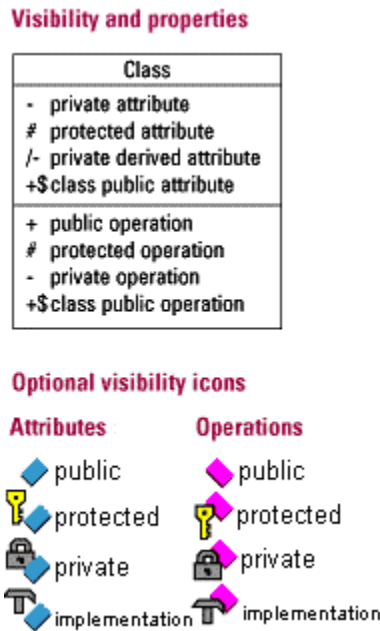 Visibility and properties
Class
- private attribute
# protected attribute
/- private derived attribute
+$ class public attribute
+ public operation
# protected operation
- private operation
+$ class public operation
Optional visibility icons
Attributes Operations
public public
protected protected
private private
implementation implementation